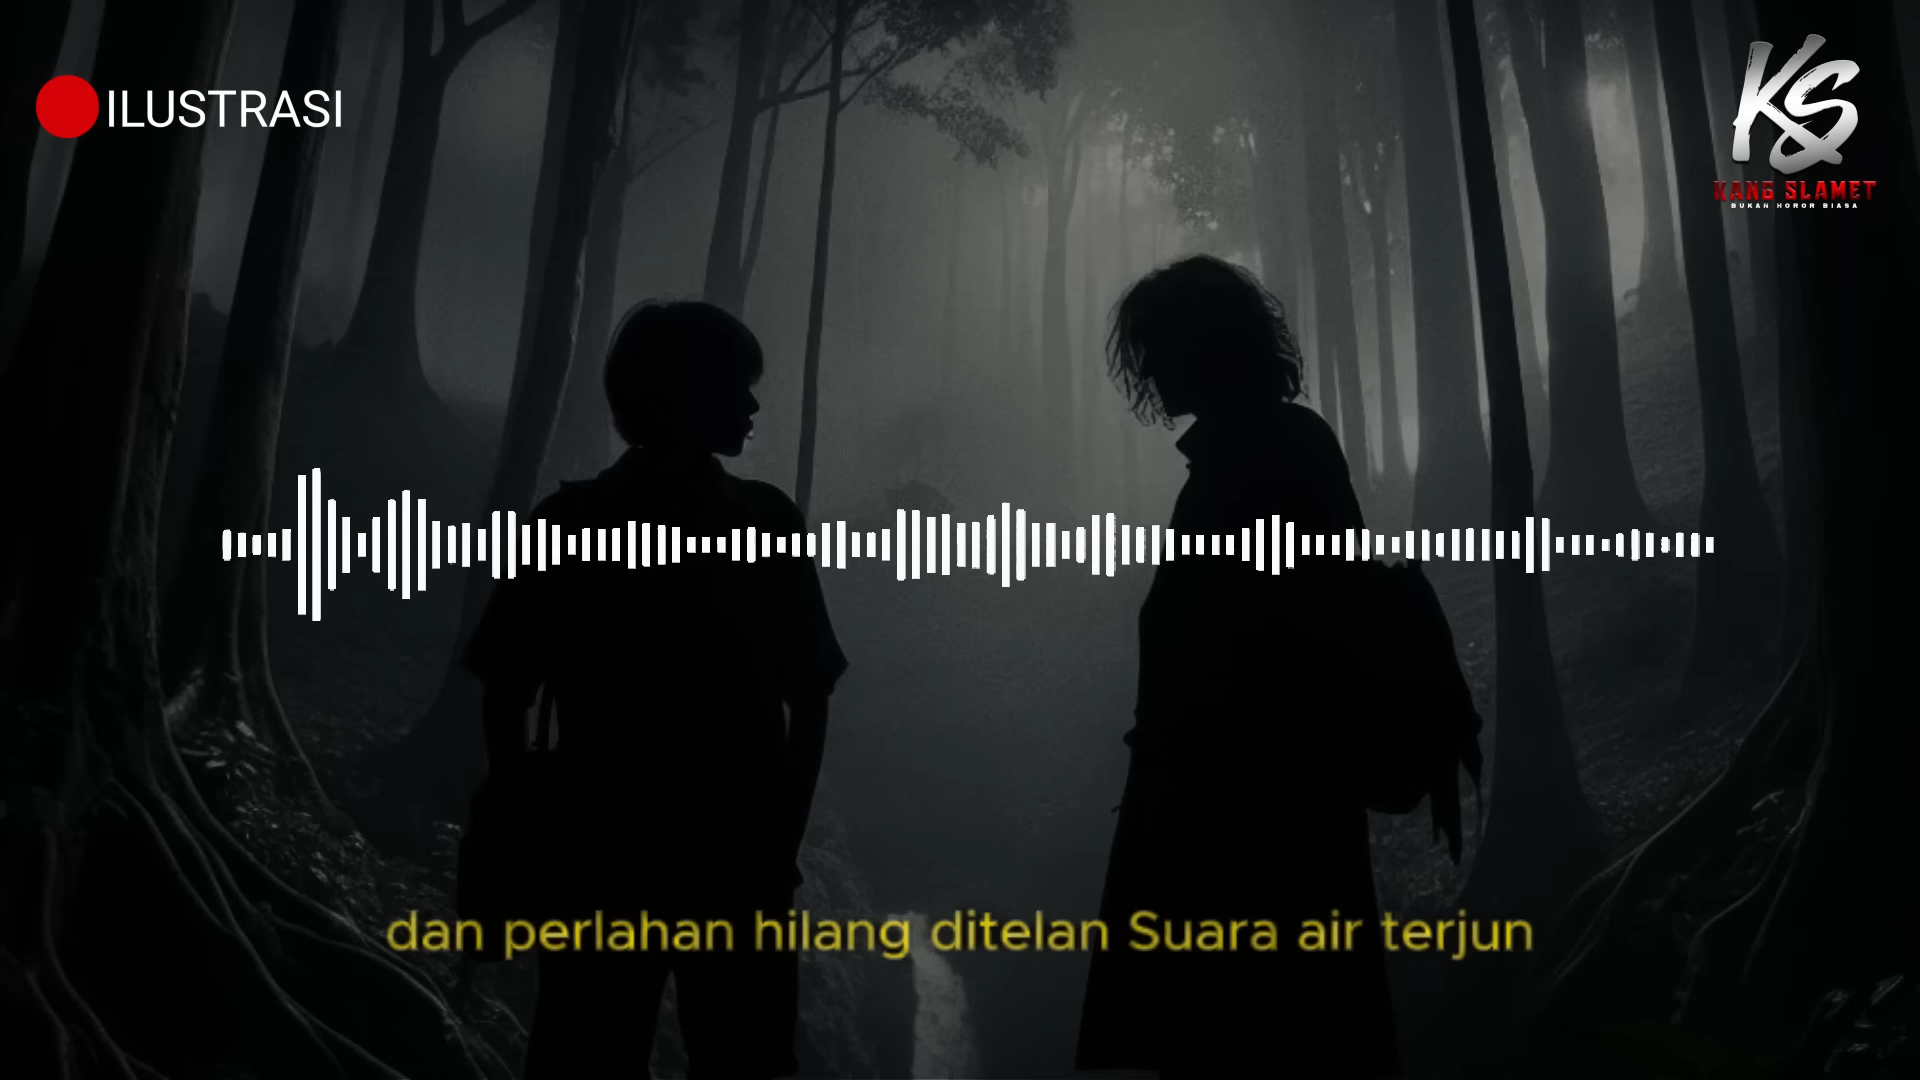 ILUSTRASI
KS
KANG SLAMET
BUKAN HOROR BIASA
dan perlahan hilang ditelan Suara air terjun